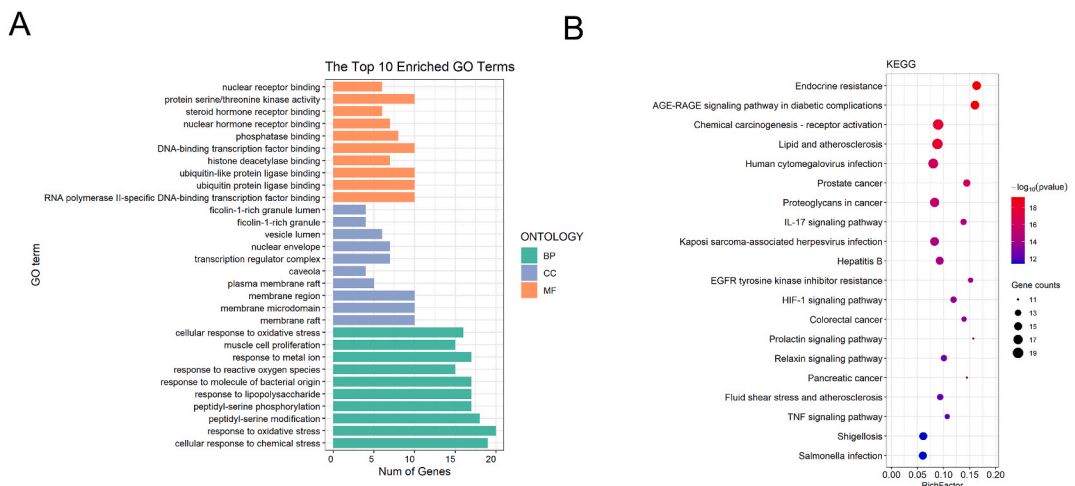 A
The Top 10 Enriched GO Terms
GO term
nuclear receptor binding
protein serine/threonine kinase activity
steroid hormone receptor binding
nuclear hormone receptor binding
phosphatase binding
DNA-binding transcription factor binding
histone deacetylase binding
ubiquitin-like protein ligase binding
ubiquitin protein ligase binding
RNA polymerase II-specific DNA-binding transcription factor binding
ficolin-1-rich granule lumen
ficolin-1-rich granule
vesicle lumen
nuclear envelope
transcription regulator complex
caveola
plasma membrane raft
membrane region
membrane microdomain
membrane raft
cellular response to oxidative stress
muscle cell proliferation
response to metal ion
response to reactive oxygen species
response to molecule of bacterial origin
response to lipopolysaccharide
peptidyl-serine phosphorylation
peptidyl-serine modification
response to oxidative stress
cellular response to chemical stress
0 5 10 15 20
Num of Genes
ONTOLOGY
BP
CC
MF
B
KEGG
Endocrine resistance
AGE-RAGE signaling pathway in diabetic complications
Chemical carcinogenesis - receptor activation
Lipid and atherosclerosis
Human cytomegalovirus infection
Prostate cancer
Proteoglycans in cancer
IL-17 signaling pathway
Kaposi sarcoma-associated herpesvirus infection
Hepatitis B
EGFR tyrosine kinase inhibitor resistance
HIF-1 signaling pathway
Colorectal cancer
Prolactin signaling pathway
Relaxin signaling pathway
Pancreatic cancer
Fluid shear stress and atherosclerosis
TNF signaling pathway
Shigellosis
Salmonella infection
0.00 0.05 0.10 0.15 0.20
RichFactor
−log10(pvalue)
18
16
14
12
Gene counts
11
13
15
17
19